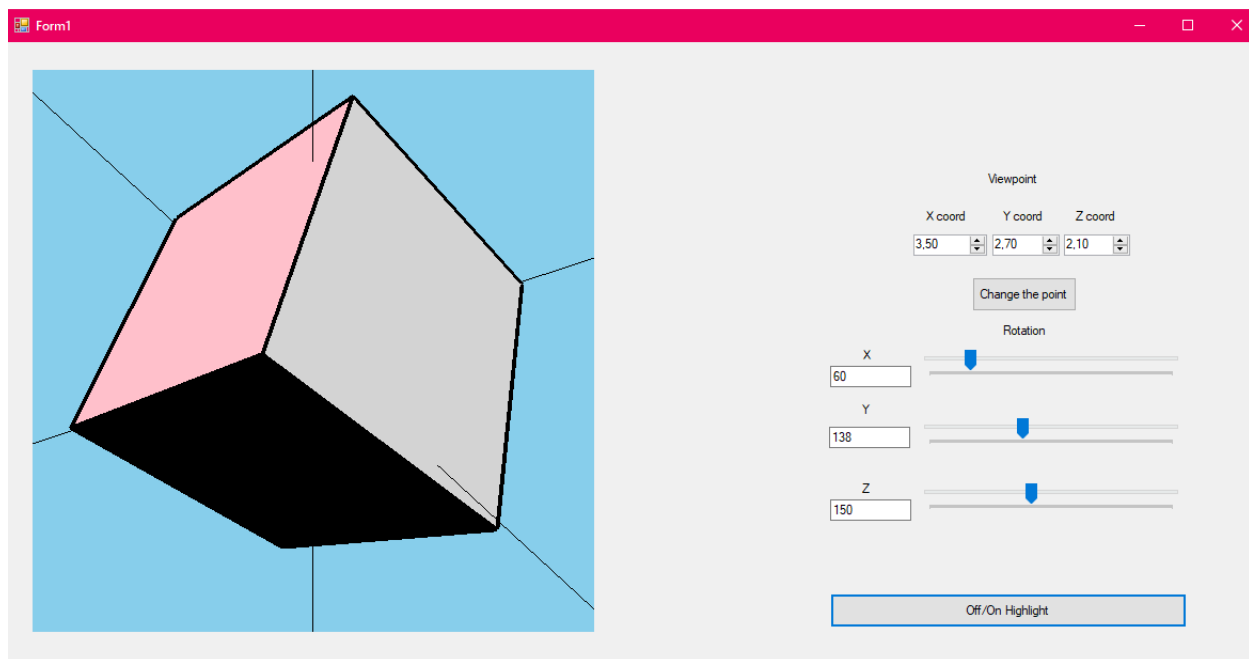 Form1
Viewpoint
X coord Y coord Z coord
3,50 2,70 2,10
Change the point
Rotation
X
60
Y
138
Z
150
Off/On Highlight